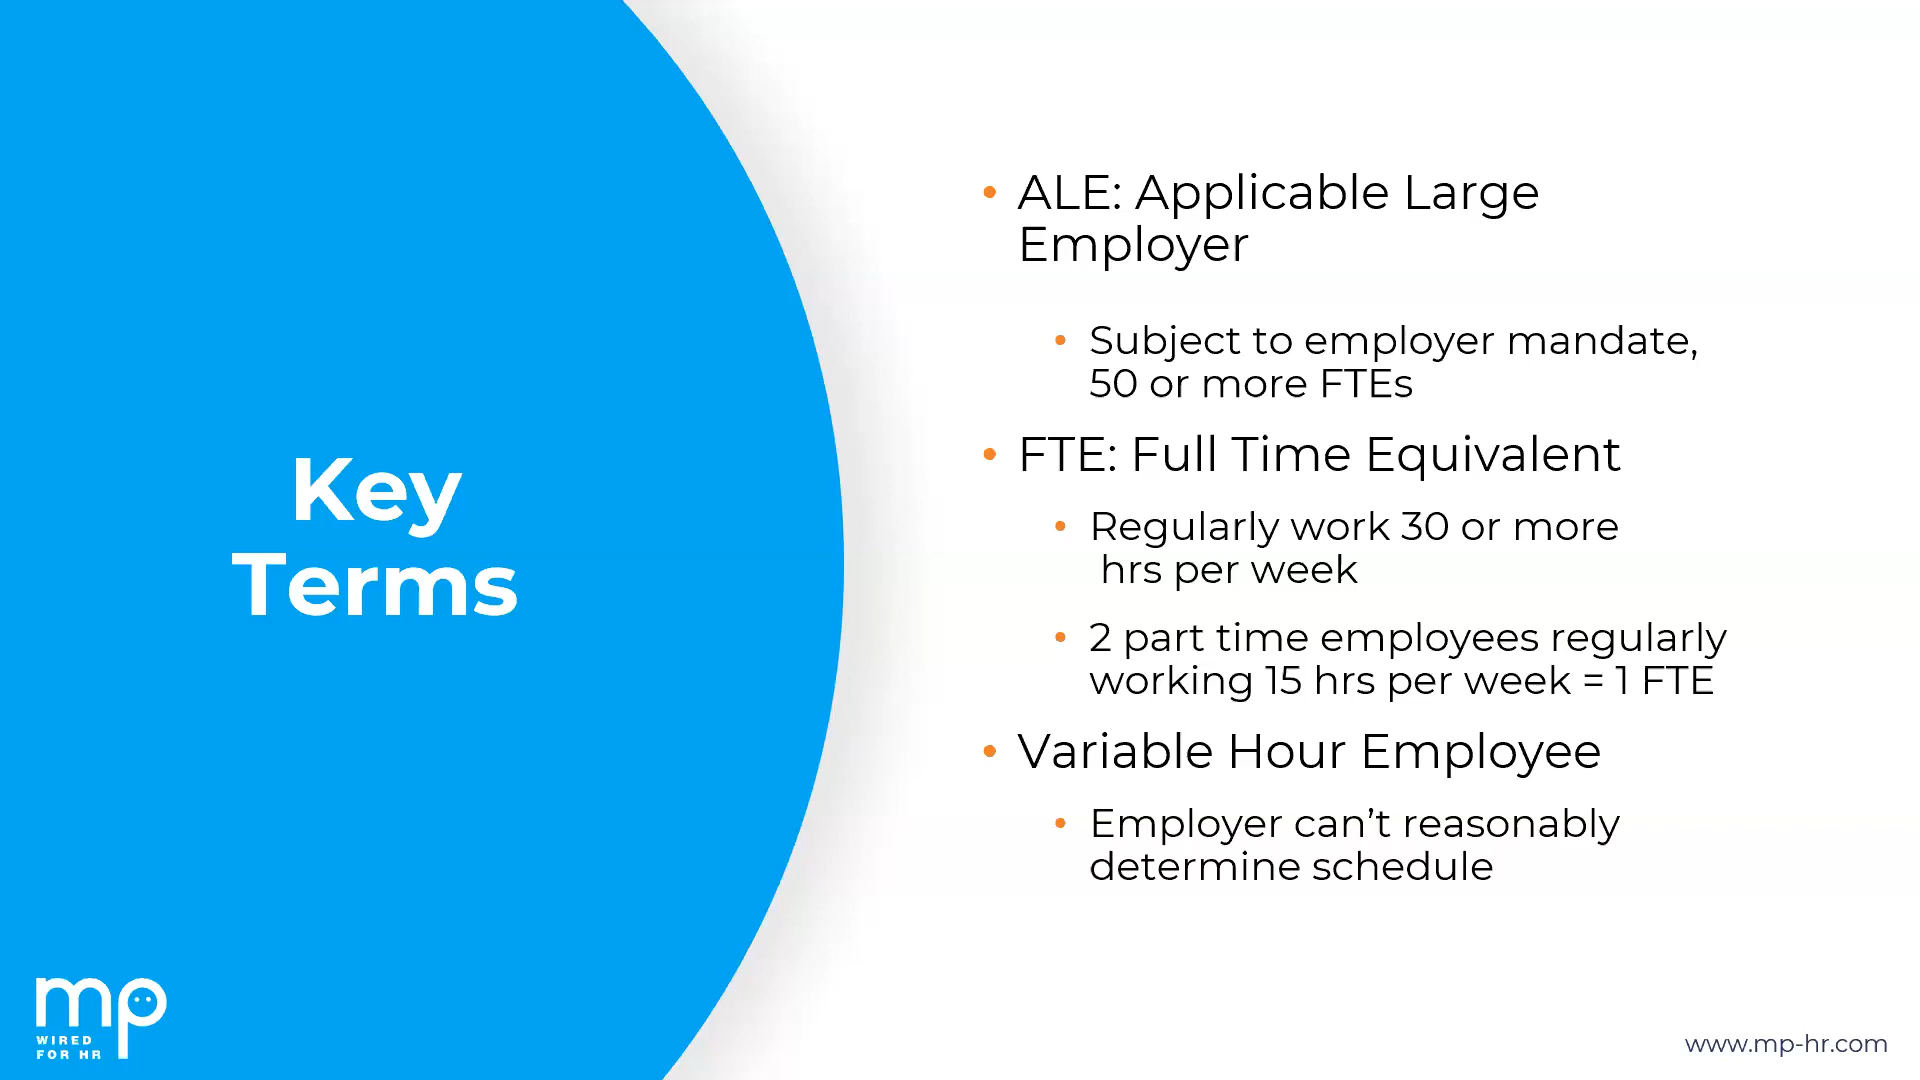 Key
Terms
• ALE: Applicable Large
Employer
• Subject to employer mandate,
50 or more FTEs
• FTE: Full Time Equivalent
• Regularly work 30 or more
hrs per week
• 2 part time employees regularly
working 15 hrs per week = 1 FTE
• Variable Hour Employee
• Employer can’t reasonably
determine schedule
mp
WIRED
FOR HR
www.mp-hr.com